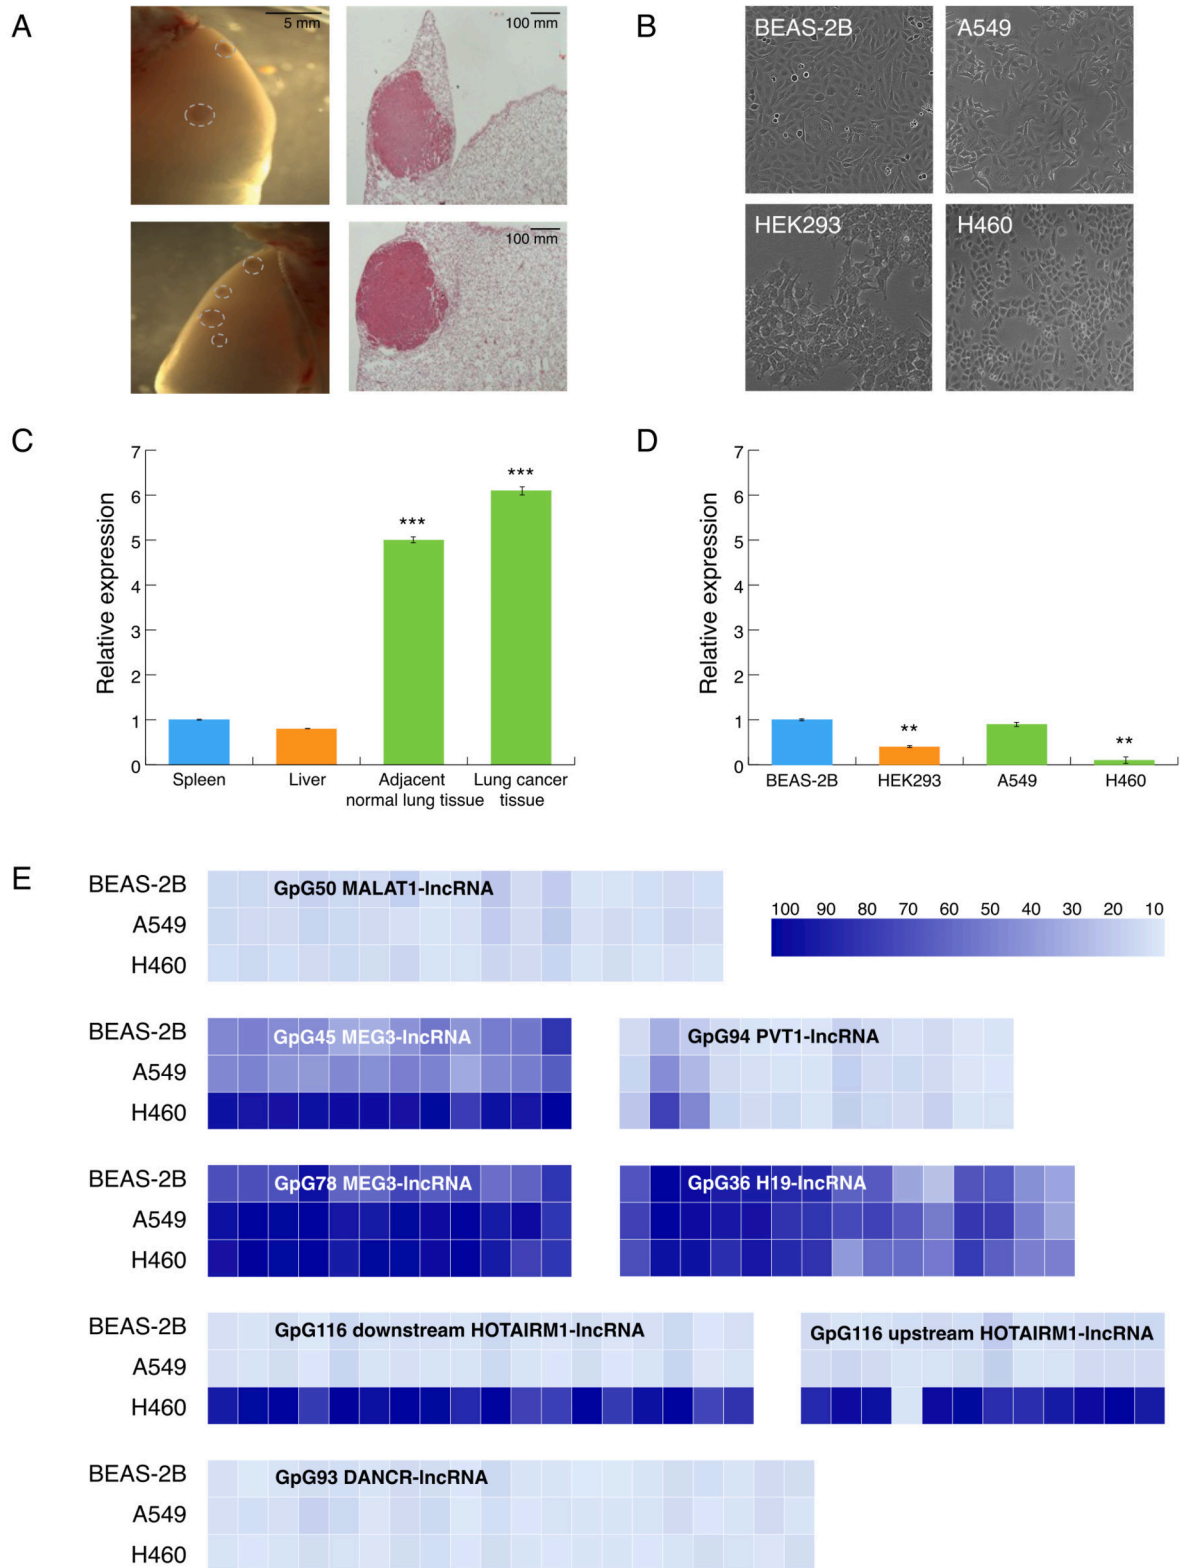 A
5 mm
100 mm
100 mm
B
BEAS-2B
A549
HEK293
H460
C
7
6
5
4
3
2
1
0
Relative expression
***
***
Spleen
Liver
Adjacent
normal lung tissue
Lung cancer
tissue
D
7
6
5
4
3
2
1
0
Relative expression
**
**
BEAS-2B
HEK293
A549
H460
E
BEAS-2B
A549
H460
GpG50 MALAT1-lncRNA
100 90 80 70 60 50 40 30 20 10
BEAS-2B
A549
H460
GpG45 MEG3-lncRNA
GpG94 PVT1-lncRNA
BEAS-2B
A549
H460
GpG78 MEG3-lncRNA
GpG36 H19-lncRNA
BEAS-2B
A549
H460
GpG116 downstream HOTAIRM1-lncRNA
GpG116 upstream HOTAIRM1-lncRNA
BEAS-2B
A549
H460
GpG93 DANCR-lncRNA